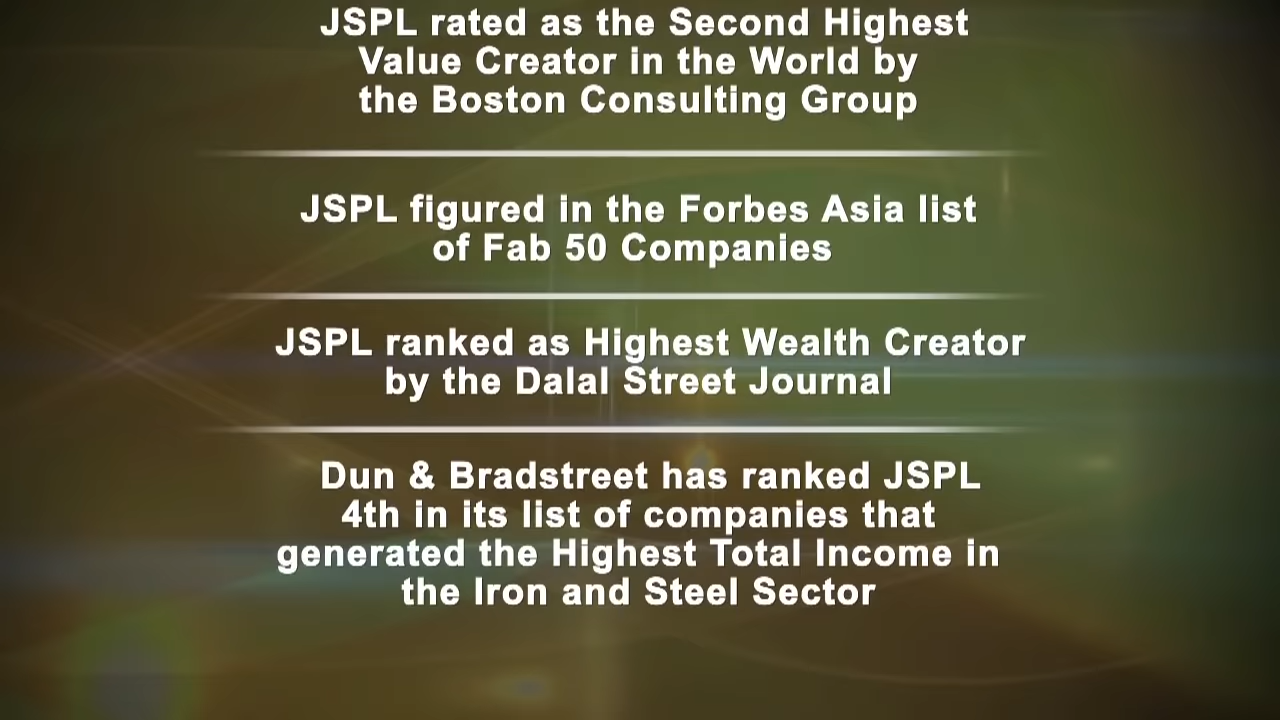 JSPL rated as the Second Highest
Value Creator in the World by
the Boston Consulting Group
JSPL figured in the Forbes Asia list
of Fab 50 Companies
JSPL ranked as Highest Wealth Creator
by the Dalal Street Journal
Dun & Bradstreet has ranked JSPL
4th in its list of companies that
generated the Highest Total Income in
the Iron and Steel Sector